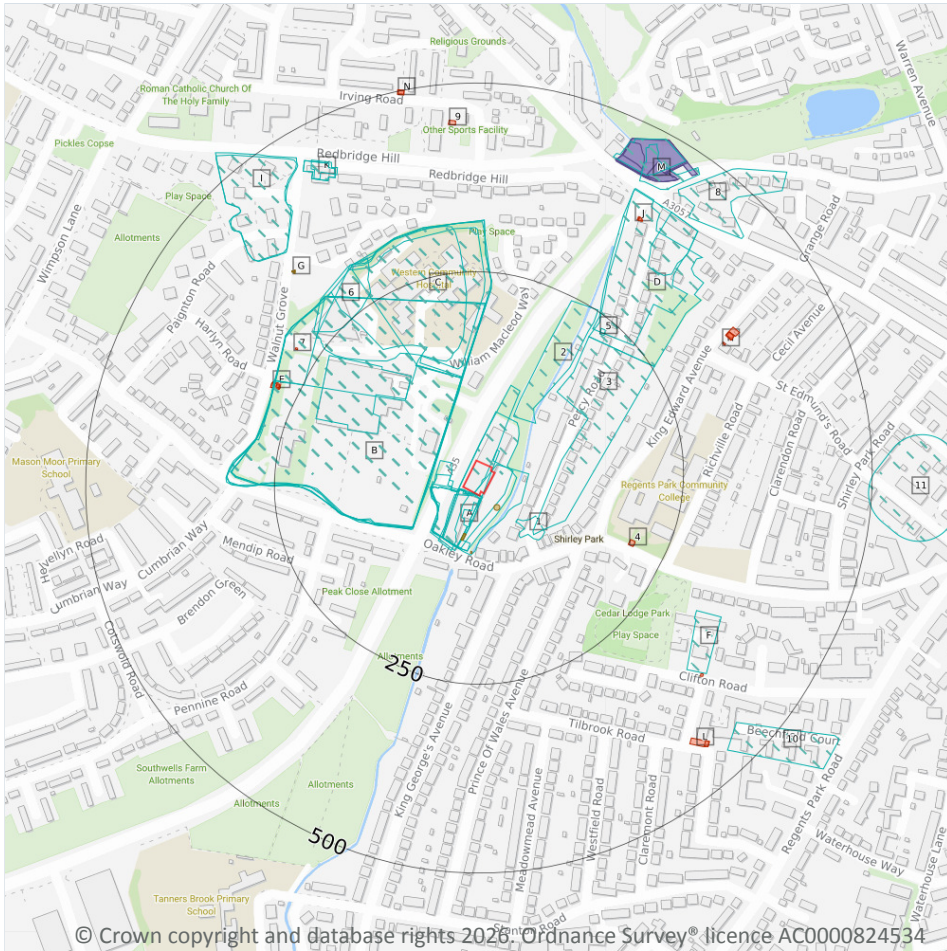 Religious Grounds
Warren Avenue
Roman Catholic Church Of
The Holy Family
N
Irving Road
9
Other Sports Facility
Pickles Copse
Redbridge Hill
K
M
Redbridge Hill
I
8
Play Space
A305
J
Wimpson Lane
Allotments
Play Space
Grange Road
G
Western Community
Hospital
C
D
Paignton Road
6
Walnut Grove
William Macleod Way
5
Cecil Avenue
Harlyn Road
7
2
E
3
Percy Road
King Edward Avenue
St Edmund's Road
Richville Road
Clarendon Road
Shirley Park Road
B
Mason Moor Primary
School
A35
11
Regents Park Community
College
A
1
Shirley Park
4
Oakley Road
Mendip Road
Cumbrian Way
Cumbrian Way
Brendon Green
Peak Close Allotment
Cedar Lodge Park
Play Space
F
Cotswold Road
Allotments
250
Clifton Road
Pennine Road
Tilbrook Road
L
Beechfield Court
10
Southwells Farm
Allotments
Allotments
Allotments
King George's Avenue
Prince Of Wales Avenue
Meadowmead Avenue
Westfield Road
Claremont Road
Regents Park Road
500
Waterhouse Way
Waterhouse Lane
Tanners Brook Primary
School
Stanton Road
© Crown copyright and database rights 2026. Ordnance Survey® licence AC0000824534